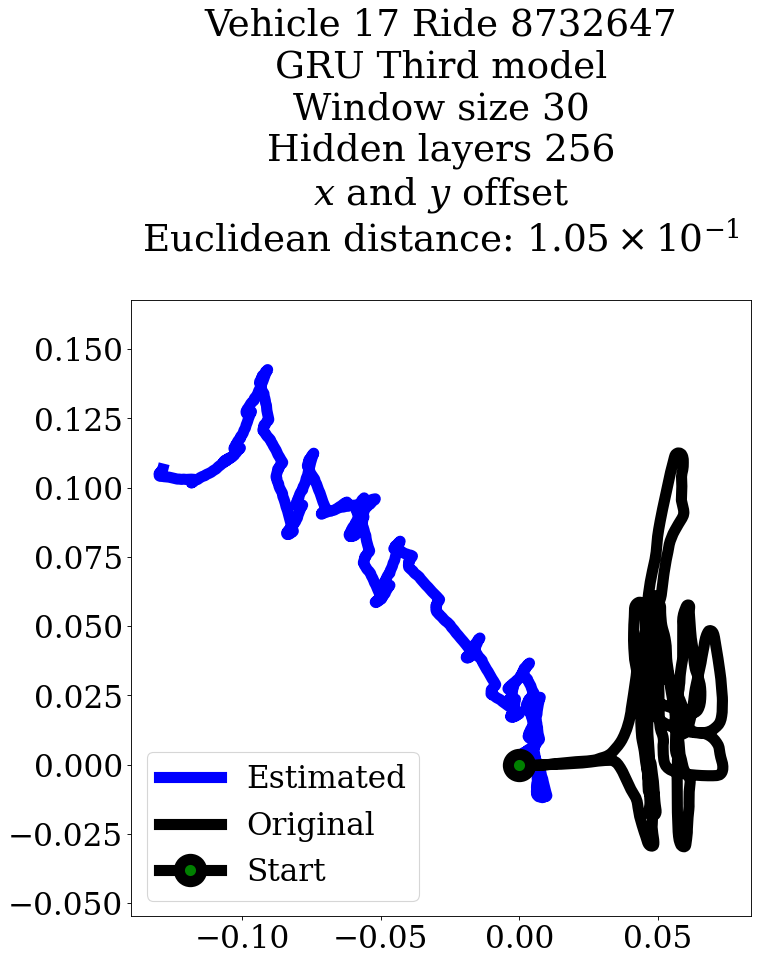 Vehicle 17 Ride 8732647
GRU Third model
Window size 30
Hidden layers 256
x and y offset
Euclidean distance: 1.05 × 10⁻¹
0.150
0.125
0.100
0.075
0.050
0.025
0.000
−0.025
−0.050
Estimated
Original
Start
−0.10
−0.05
0.00
0.05